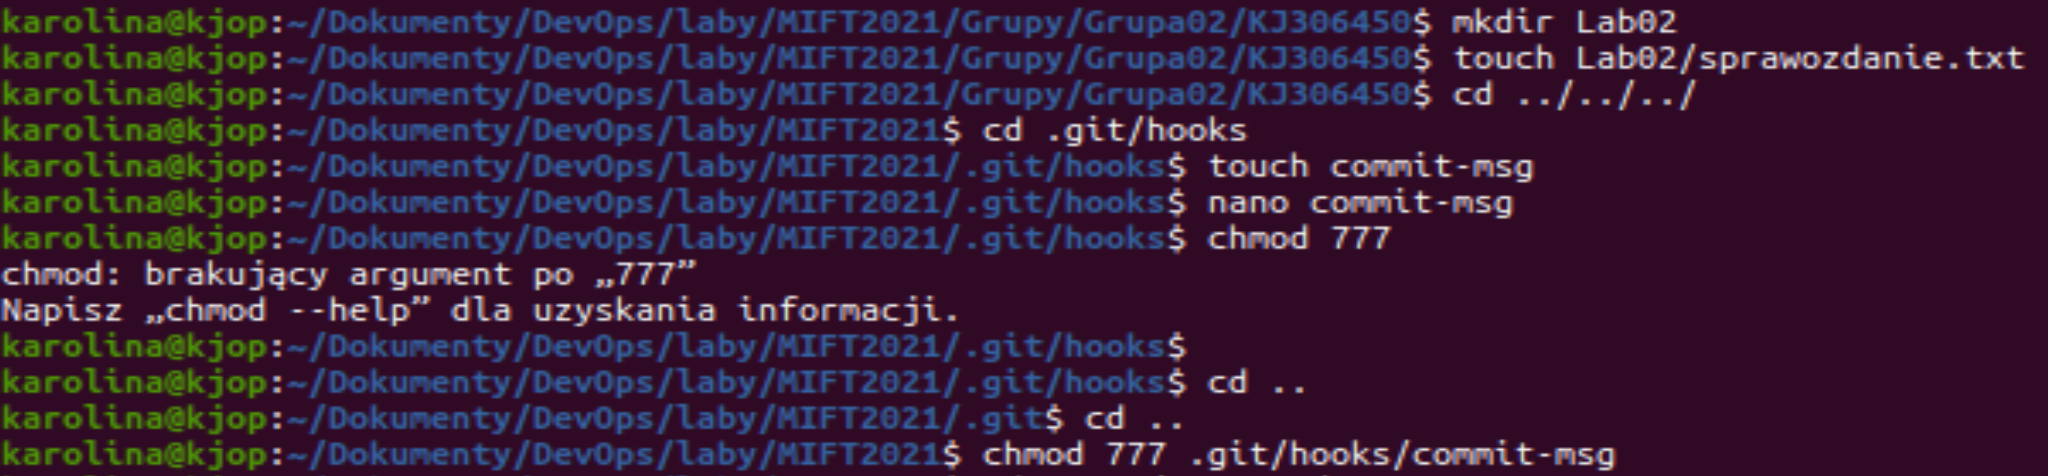 karolina@kjop:~/Dokumenty/DevOps/laby/MIFT2021/Grupy/Grupa02/KJ306450$ mkdir Lab02
karolina@kjop:~/Dokumenty/DevOps/laby/MIFT2021/Grupy/Grupa02/KJ306450$ touch Lab02/sprawozdanie.txt
karolina@kjop:~/Dokumenty/DevOps/laby/MIFT2021/Grupy/Grupa02/KJ306450$ cd ../../../
karolina@kjop:~/Dokumenty/DevOps/laby/MIFT2021$ cd .git/hooks
karolina@kjop:~/Dokumenty/DevOps/laby/MIFT2021/.git/hooks$ touch commit-msg
karolina@kjop:~/Dokumenty/DevOps/laby/MIFT2021/.git/hooks$ nano commit-msg
karolina@kjop:~/Dokumenty/DevOps/laby/MIFT2021/.git/hooks$ chmod 777
chmod: brakujący argument po „777”
Napisz „chmod --help” dla uzyskania informacji.
karolina@kjop:~/Dokumenty/DevOps/laby/MIFT2021/.git/hooks$
karolina@kjop:~/Dokumenty/DevOps/laby/MIFT2021/.git/hooks$ cd ..
karolina@kjop:~/Dokumenty/DevOps/laby/MIFT2021/.git$ cd ..
karolina@kjop:~/Dokumenty/DevOps/laby/MIFT2021$ chmod 777 .git/hooks/commit-msg